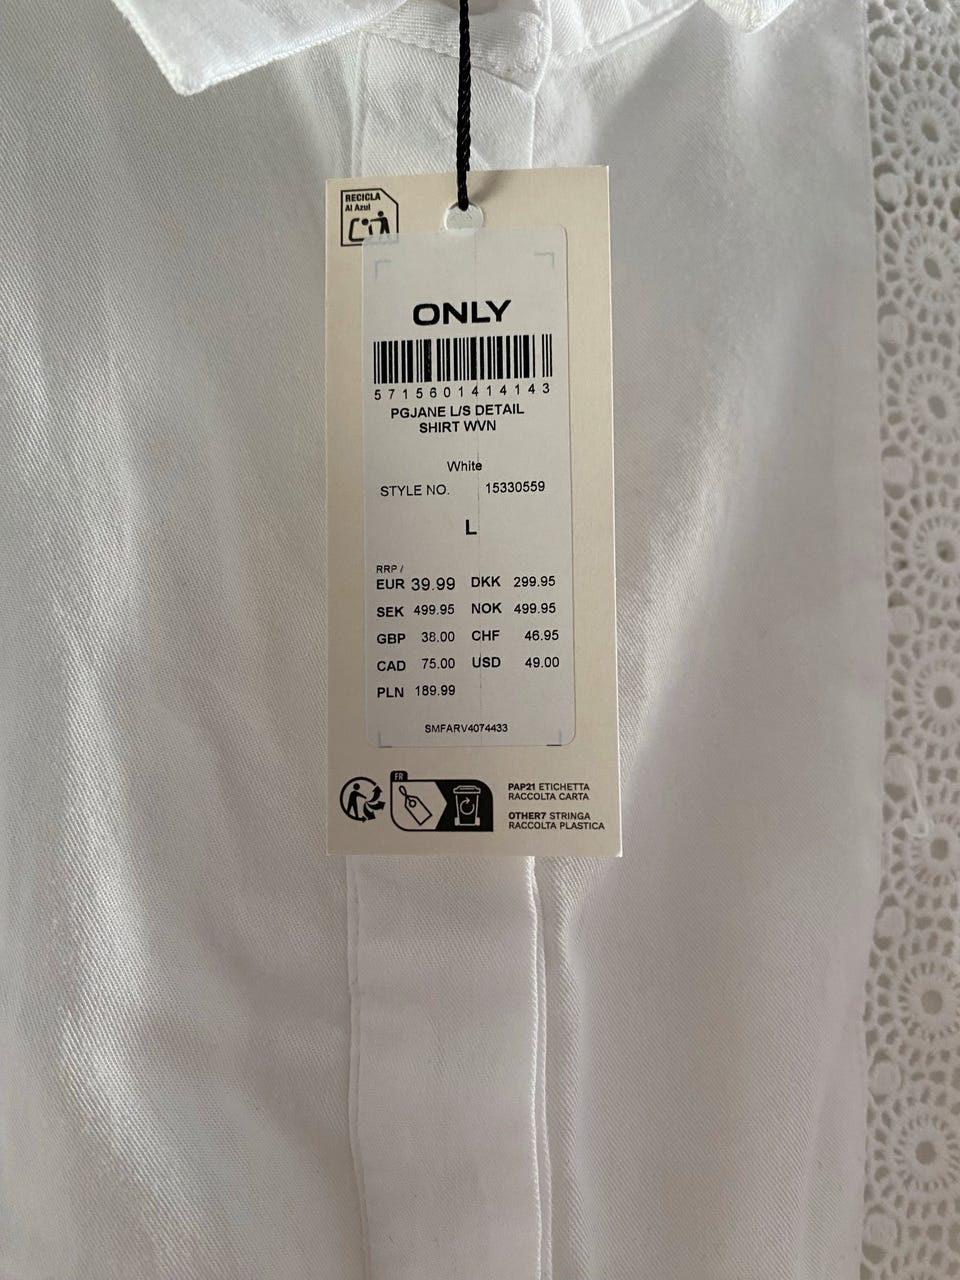 RECICLA
Al Azul
ONLY
5715601414143
PGJANE L/S DETAIL
SHIRT WVN
White
STYLE NO. 15330559
L
RRP /
EUR 39.99 DKK 299.95
SEK 499.95 NOK 499.95
GBP 38.00 CHF 46.95
CAD 75.00 USD 49.00
PLN 189.99
SMFARV4074433
FR
PAP21 ETICHETTA
RACCOLTA CARTA
OTHER7 STRINGA
RACCOLTA PLASTICA